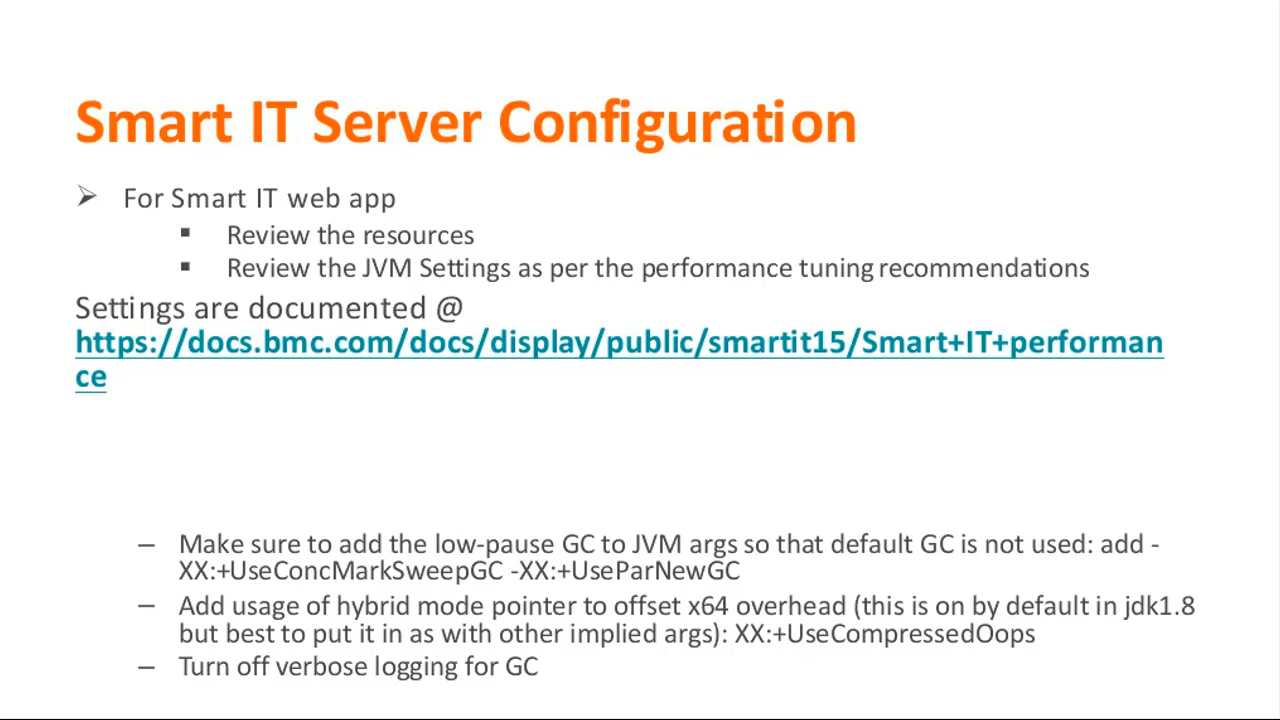 Smart IT Server Configuration
➢ For Smart IT web app
▪ Review the resources
▪ Review the JVM Settings as per the performance tuning recommendations
Settings are documented @
https://docs.bmc.com/docs/display/public/smartit15/Smart+IT+performan
ce
– Make sure to add the low-pause GC to JVM args so that default GC is not used: add -
XX:+UseConcMarkSweepGC -XX:+UseParNewGC
– Add usage of hybrid mode pointer to offset x64 overhead (this is on by default in jdk1.8
but best to put it in as with other implied args): XX:+UseCompressedOops
– Turn off verbose logging for GC